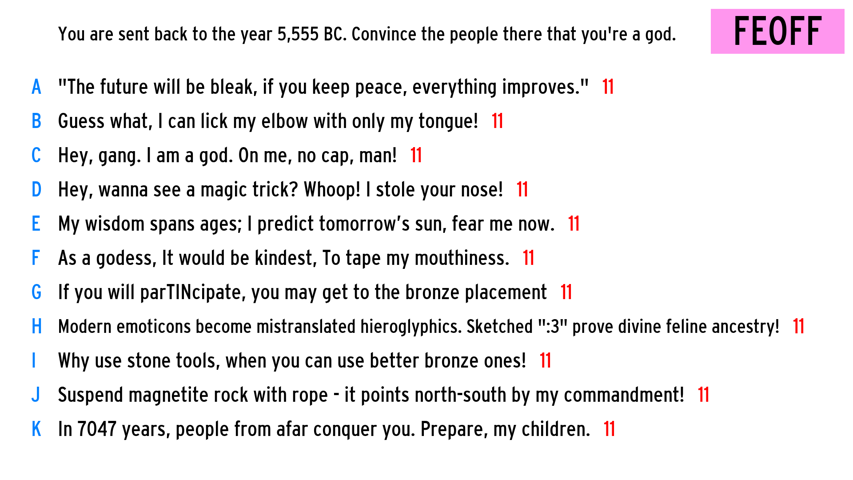 You are sent back to the year 5,555 BC. Convince the people there that you're a god.
FEOFF
A "The future will be bleak, if you keep peace, everything improves." 11
B Guess what, I can lick my elbow with only my tongue! 11
C Hey, gang. I am a god. On me, no cap, man! 11
D Hey, wanna see a magic trick? Whoop! I stole your nose! 11
E My wisdom spans ages; I predict tomorrow’s sun, fear me now. 11
F As a godess, It would be kindest, To tape my mouthiness. 11
G If you will parTINcipate, you may get to the bronze placement 11
H Modern emoticons become mistranslated hieroglyphics. Sketched ":3" prove divine feline ancestry! 11
I Why use stone tools, when you can use better bronze ones! 11
J Suspend magnetite rock with rope - it points north-south by my commandment! 11
K In 7047 years, people from afar conquer you. Prepare, my children. 11